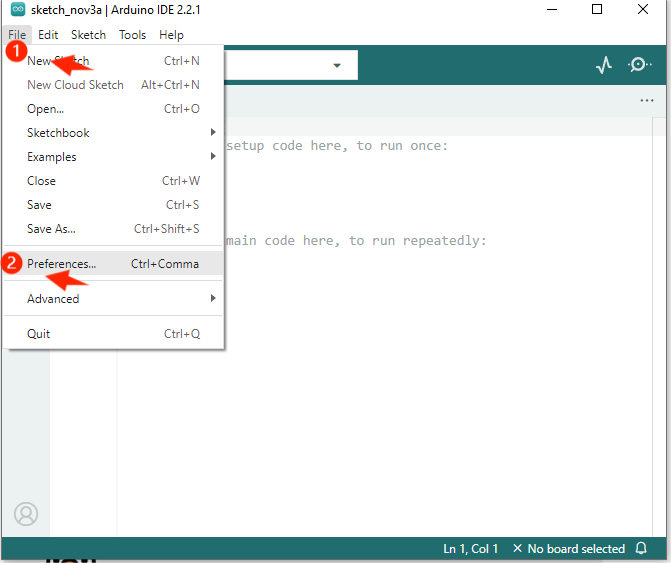 sketch_nov3a | Arduino IDE 2.2.1
File Edit Sketch Tools Help
1
New Sketch Ctrl+N
New Cloud Sketch Alt+Ctrl+N
Open... Ctrl+O
Sketchbook
Examples
setup code here, to run once:
Close Ctrl+W
Save Ctrl+S
Save As... Ctrl+Shift+S
main code here, to run repeatedly:
2 Preferences... Ctrl+Comma
Advanced
Quit Ctrl+Q
Ln 1, Col 1 × No board selected